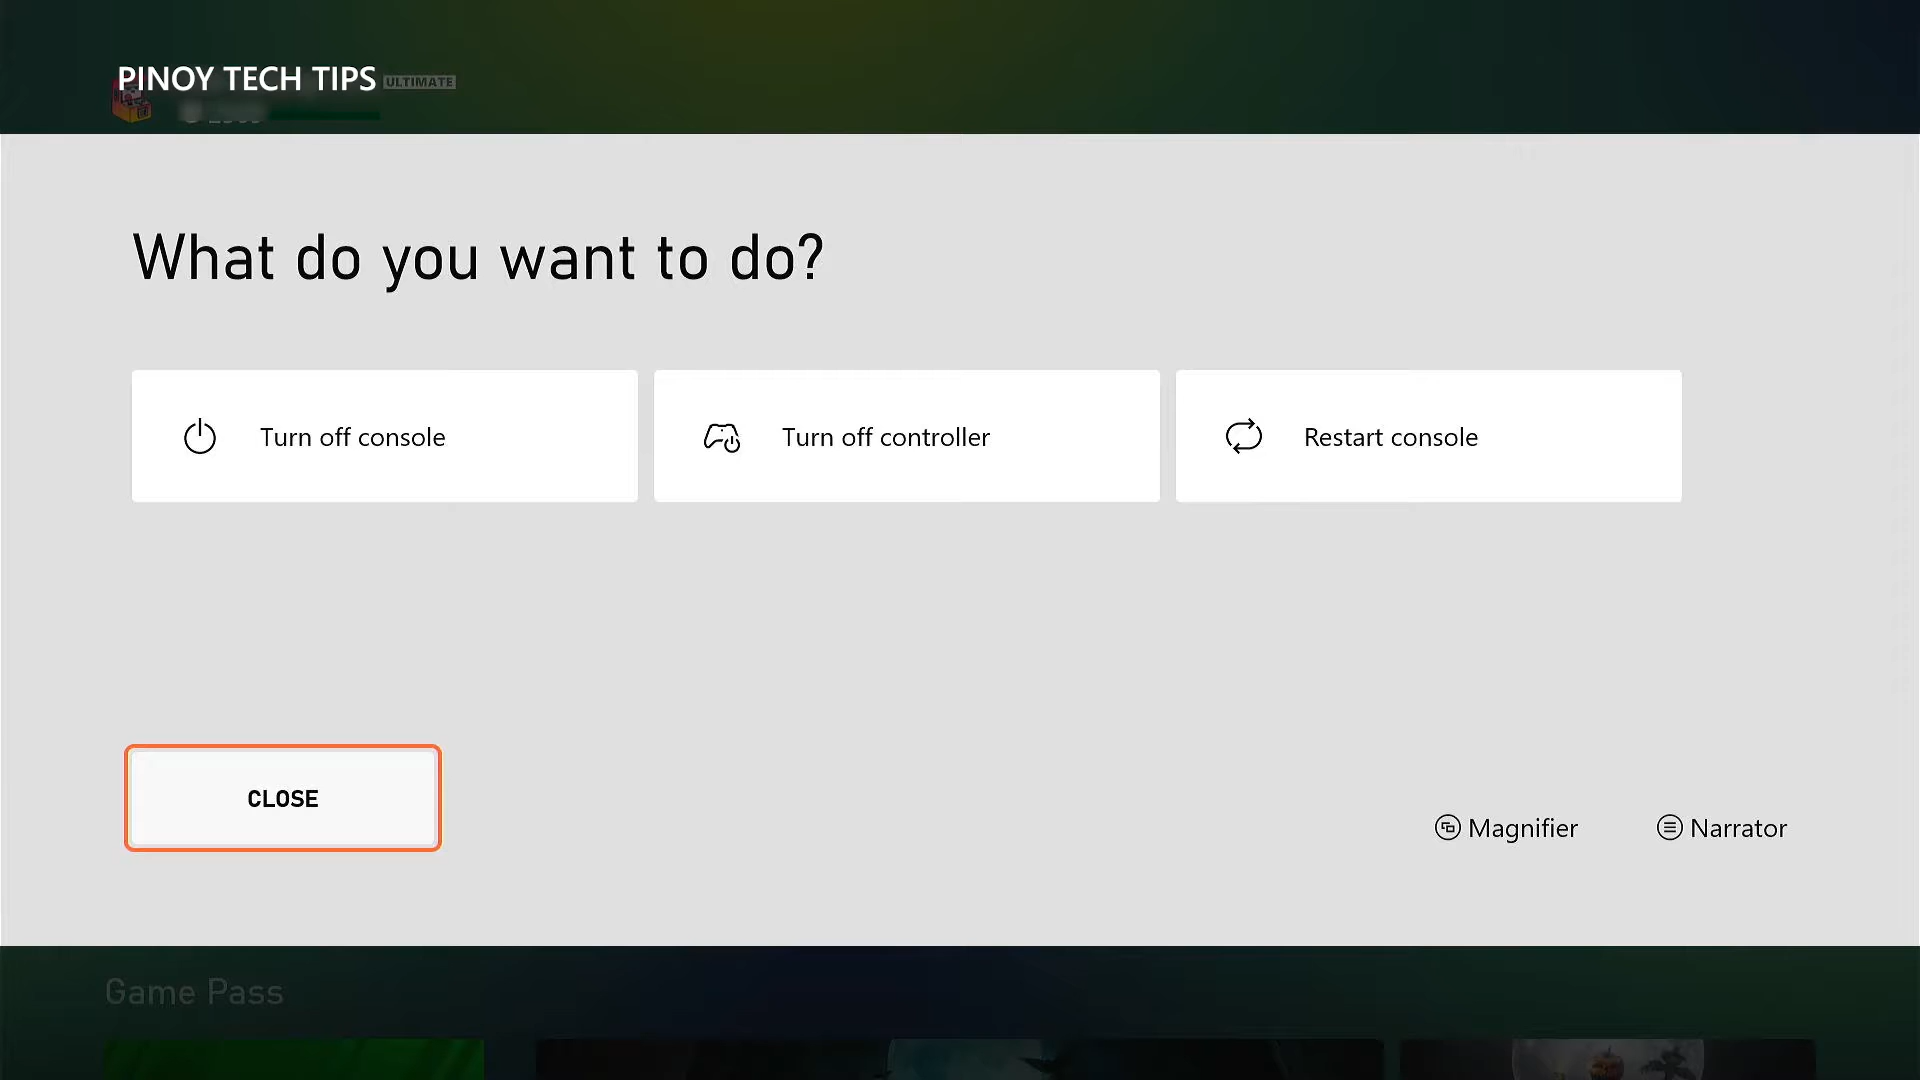 PINOY TECH TIPS ULTIMATE
What do you want to do?
Turn off console
Turn off controller
Restart console
CLOSE
Magnifier
Narrator
Game Pass